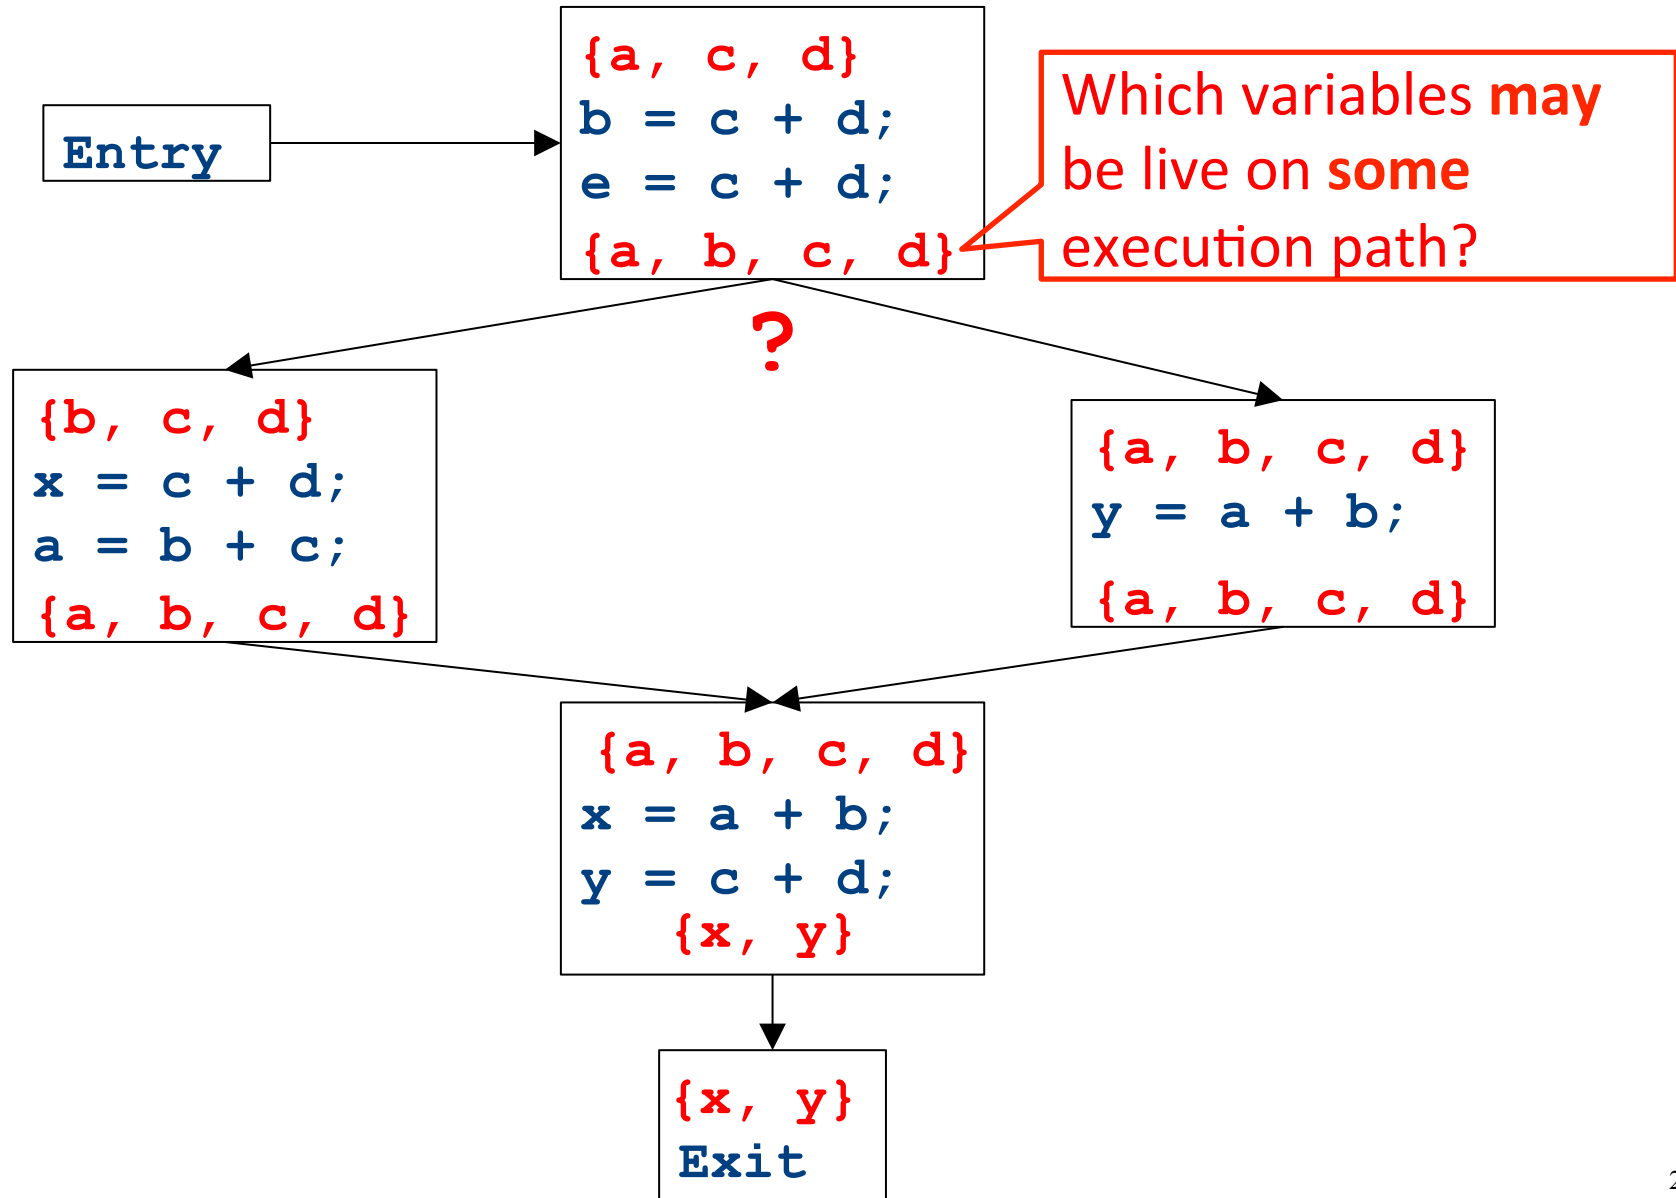 Entry
{a, c, d}
b = c + d;
e = c + d;
{a, b, c, d}
Which variables may
be live on some
execution path?
?
{b, c, d}
x = c + d;
a = b + c;
{a, b, c, d}
{a, b, c, d}
y = a + b;
{a, b, c, d}
{a, b, c, d}
x = a + b;
y = c + d;
{x, y}
{x, y}
Exit